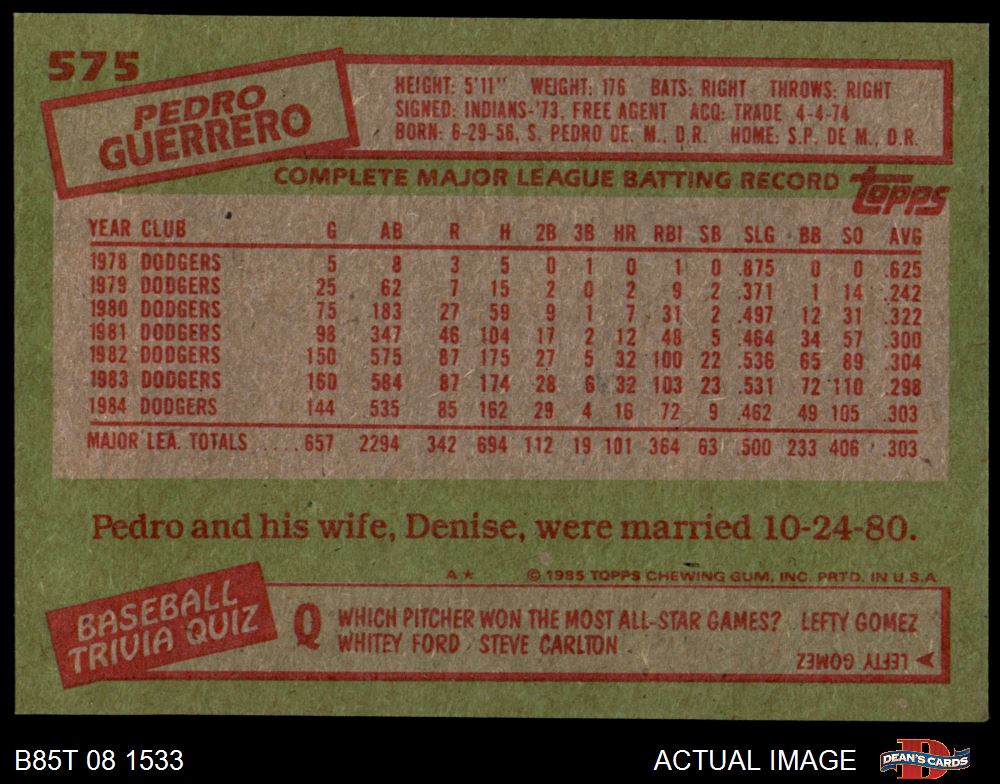 575
PEDRO
GUERRERO
HEIGHT: 5'11" WEIGHT: 176 BATS: RIGHT THROWS: RIGHT
SIGNED: INDIANS-'73, FREE AGENT ACQ: TRADE 4-4-74
BORN: 6-29-56, S. PEDRO DE. M., D.R. HOME: S.P. DE M., D.R.
COMPLETE MAJOR LEAGUE BATTING RECORD topps
YEAR CLUB G AB R H 2B 3B HR RBI SB SLG BB SO AVG
1978 DODGERS 5 8 3 5 0 1 0 1 0 .875 0 0 .625
1979 DODGERS 25 62 7 15 2 0 2 9 2 .371 1 14 .242
1980 DODGERS 75 183 27 59 9 1 7 31 2 .497 12 31 .322
1981 DODGERS 98 347 46 104 17 2 12 48 5 .464 34 57 .300
1982 DODGERS 150 575 87 175 27 5 32 100 22 .536 65 89 .304
1983 DODGERS 160 584 87 174 28 6 32 103 23 .531 72 110 .298
1984 DODGERS 144 535 85 162 29 4 16 72 9 .462 49 105 .303
MAJOR LEA. TOTALS ....657 2294 342 694 112 19 101 364 63 .500 233 406 .303
Pedro and his wife, Denise, were married 10-24-80.
A★ © 1985 TOPPS CHEWING GUM, INC. PRTD. IN U.S.A.
BASEBALL
TRIVIA QUIZ
Q WHICH PITCHER WON THE MOST ALL-STAR GAMES? LEFTY GOMEZ
WHITEY FORD STEVE CARLTON
LEFTY GOMEZ
B85T 08 1533 ACTUAL IMAGE DEAN'S CARDS